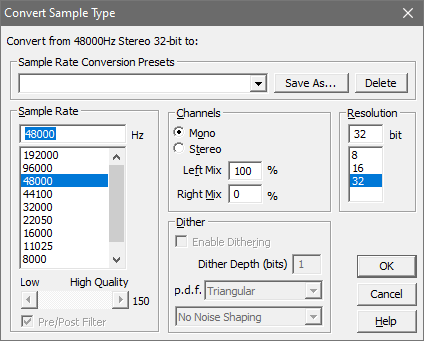 Convert Sample Type
Convert from 48000Hz Stereo 32-bit to:
Sample Rate Conversion Presets
Save As...
Delete
Sample Rate
48000 Hz
192000
96000
48000
44100
32000
22050
16000
11025
8000
Low High Quality
150
Pre/Post Filter
Channels
Mono
Stereo
Left Mix 100 %
Right Mix 0 %
Dither
Enable Dithering
Dither Depth (bits) 1
p.d.f. Triangular
No Noise Shaping
Resolution
32 bit
8
16
32
OK
Cancel
Help